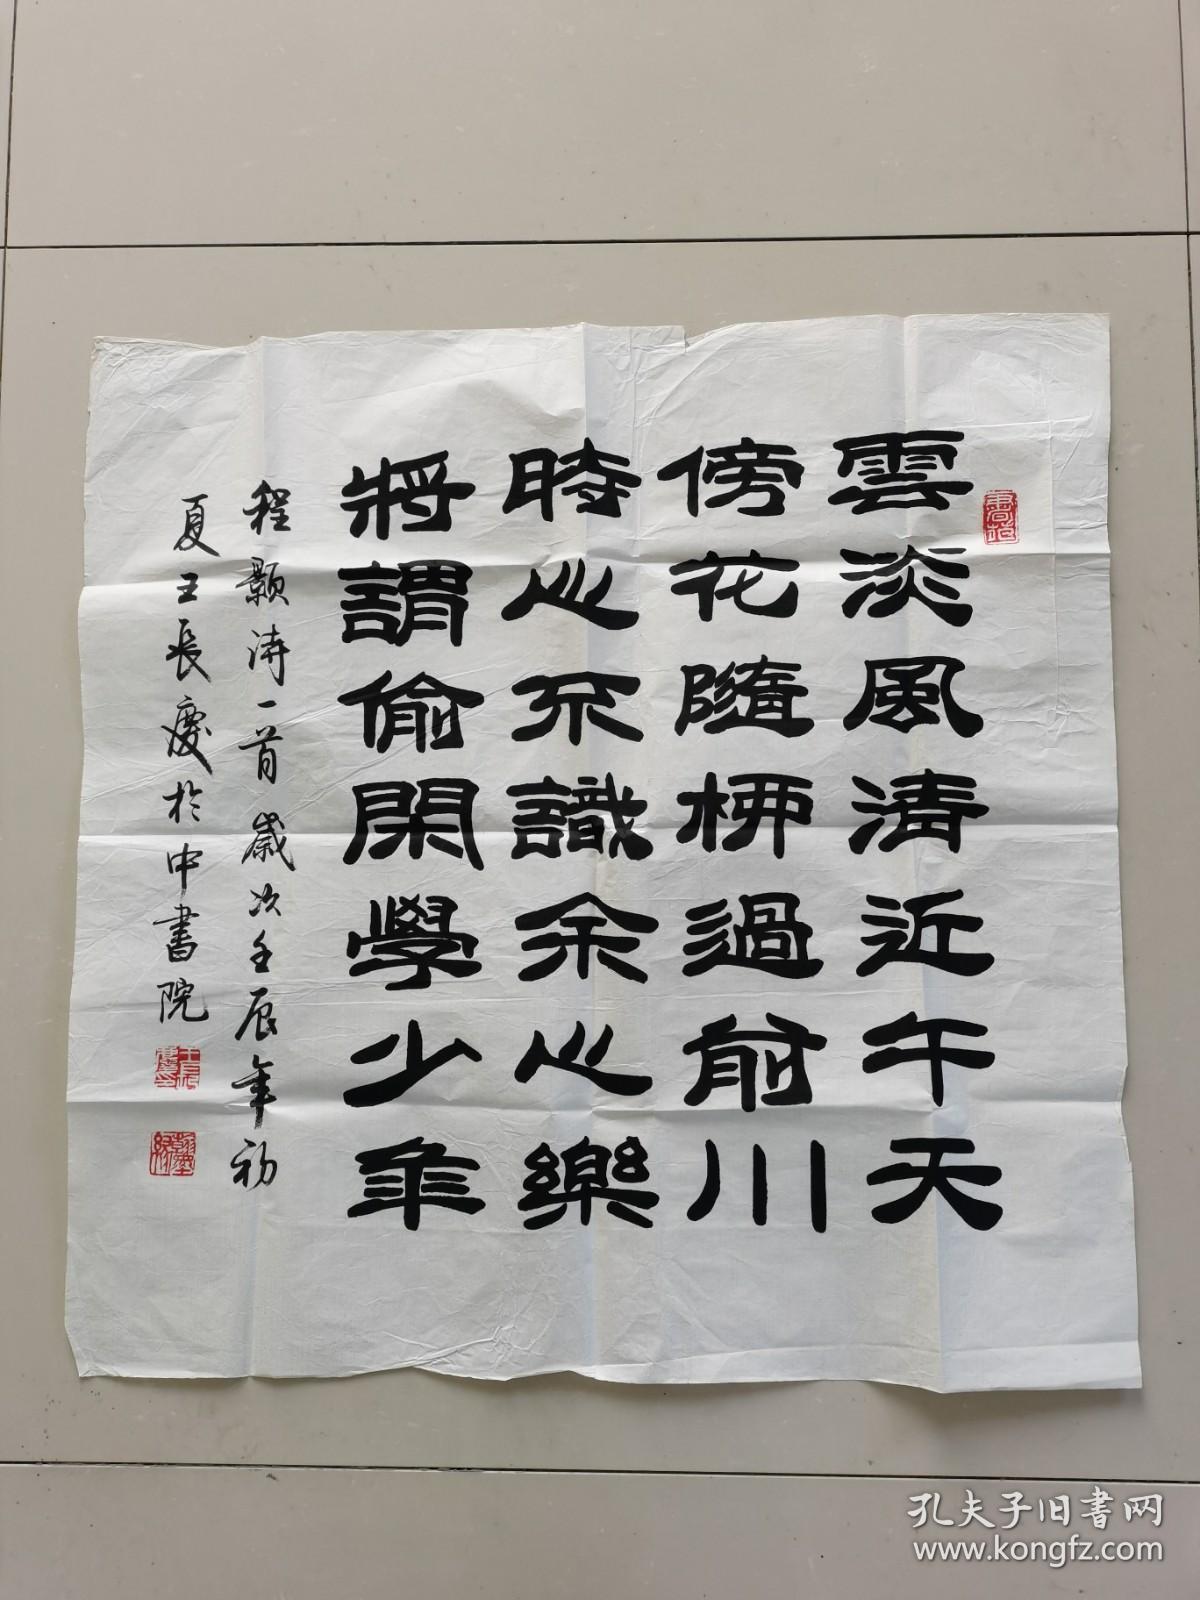 雲淡風清近午天
傍花隨柳過前川
時心不識余心樂
將謂偷閑學少年
程颢诗一首歲次壬辰年初
夏王長慶於中書院
孔夫子旧书网
www.kongfz.com